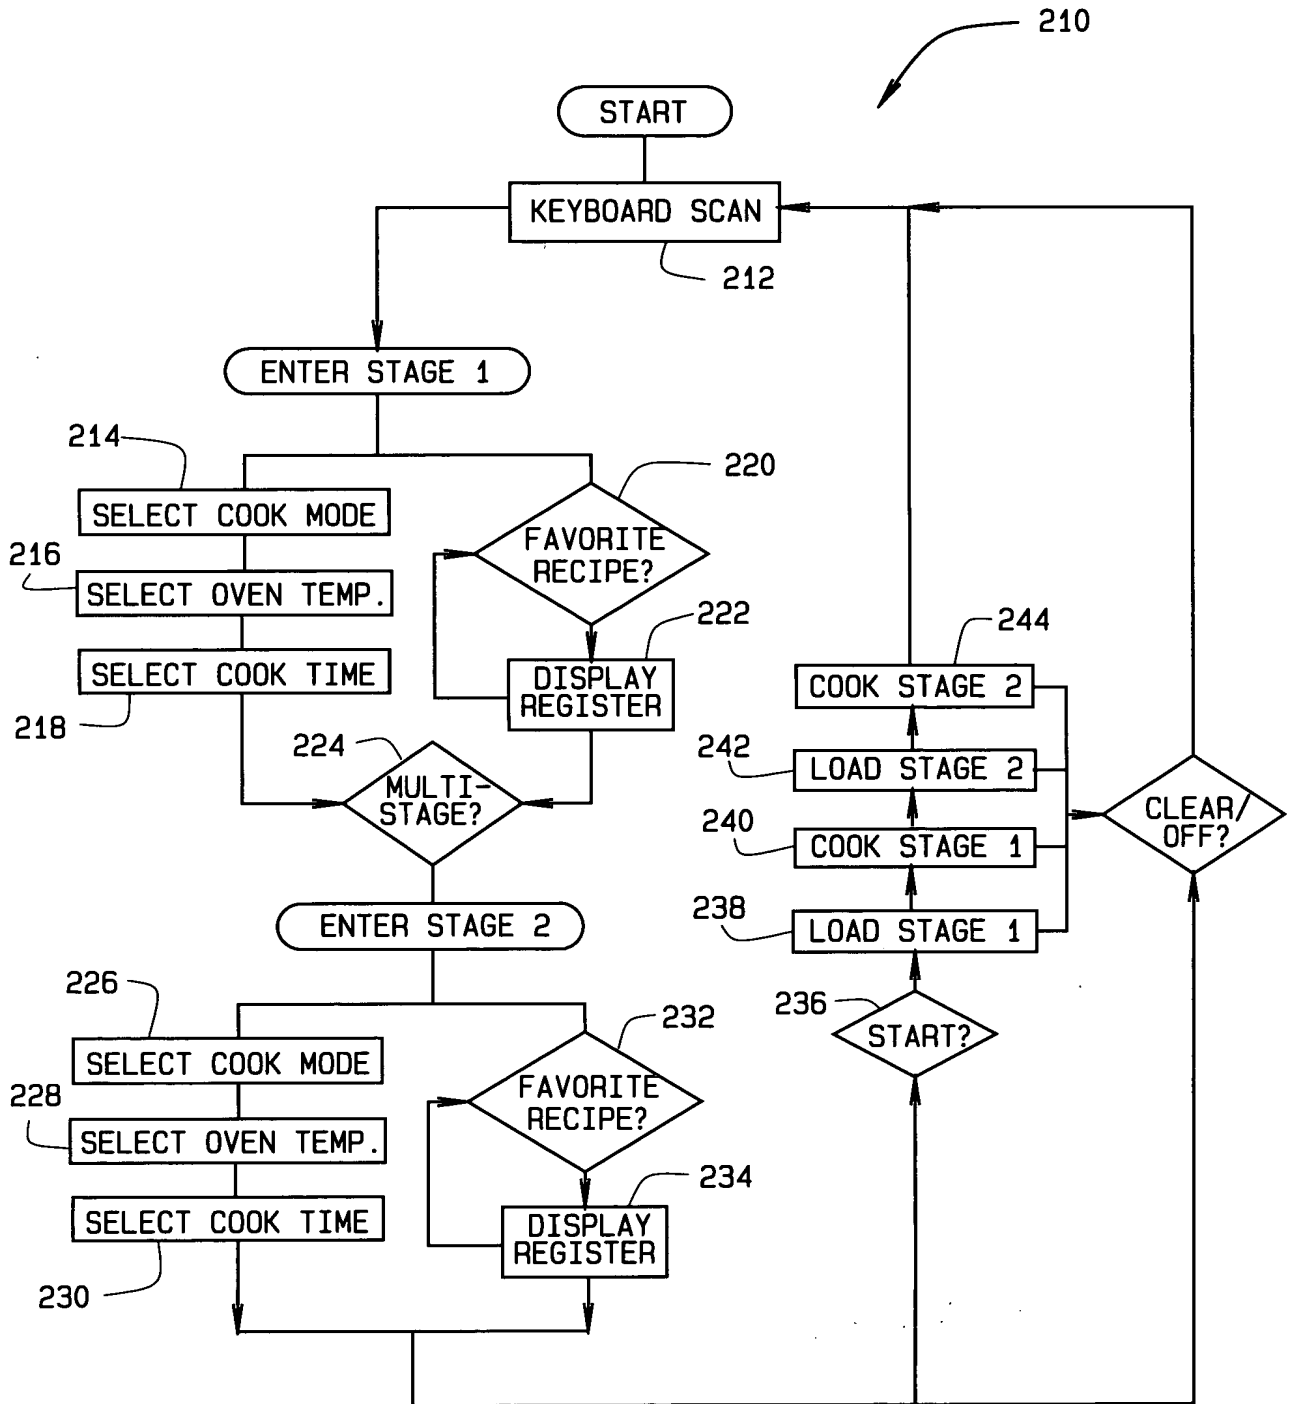 210
START
KEYBOARD SCAN
212
ENTER STAGE 1
214
SELECT COOK MODE
216
SELECT OVEN TEMP.
SELECT COOK TIME
218
220
FAVORITE
RECIPE?
222
DISPLAY
REGISTER
224
MULTI-
STAGE?
ENTER STAGE 2
226
SELECT COOK MODE
228
SELECT OVEN TEMP.
SELECT COOK TIME
230
232
FAVORITE
RECIPE?
234
DISPLAY
REGISTER
244
COOK STAGE 2
242
LOAD STAGE 2
240
COOK STAGE 1
238
LOAD STAGE 1
236
START?
CLEAR/
OFF?